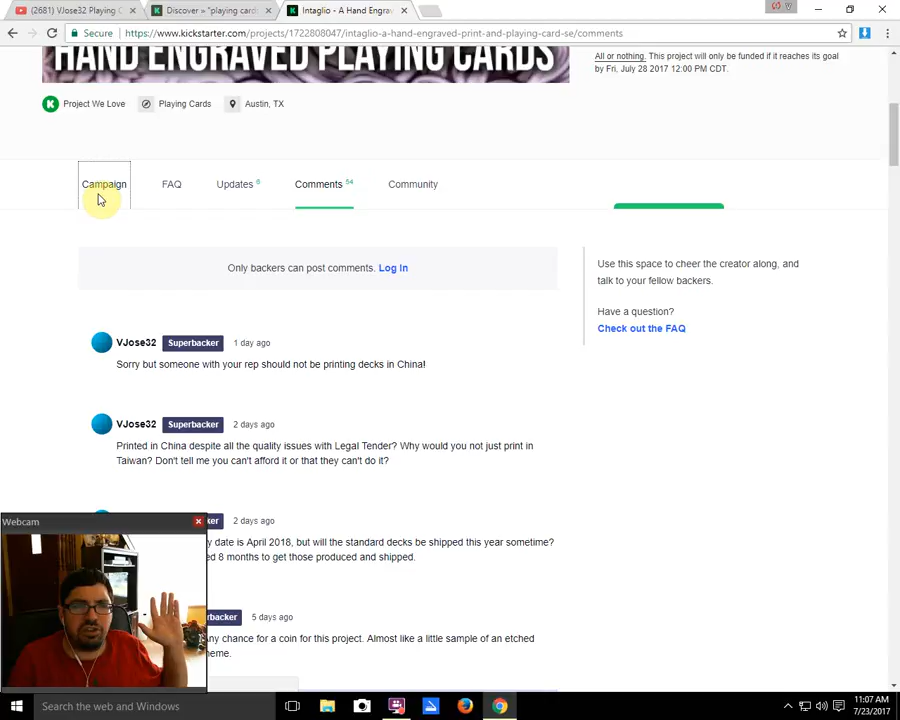 (2681) VJose32 Playing C
Discover » "playing card
Intaglio - A Hand Engrave
Secure
https://www.kickstarter.com/projects/1722808047/intaglio-a-hand-engraved-print-and-playing-card-se/comments
HAND ENGRAVED PLAYING CARDS
All or nothing. This project will only be funded if it reaches its goal
by Fri, July 28 2017 12:00 PM CDT.
Project We Love
Playing Cards
Austin, TX
Campaign
FAQ
Updates 6
Comments 54
Community
Only backers can post comments. Log In
Use this space to cheer the creator along, and
talk to your fellow backers.
Have a question?
Check out the FAQ
VJose32 Superbacker 1 day ago
Sorry but someone with your rep should not be printing decks in China!
VJose32 Superbacker 2 days ago
Printed in China despite all the quality issues with Legal Tender? Why would you not just print in
Taiwan? Don't tell me you can't afford it or that they can't do it?
Webcam
2 days ago
date is April 2018, but will the standard decks be shipped this year sometime?
8 months to get those produced and shipped.
5 days ago
chance for a coin for this project. Almost like a little sample of an etched
Search the web and Windows
11:07 AM
7/23/2017